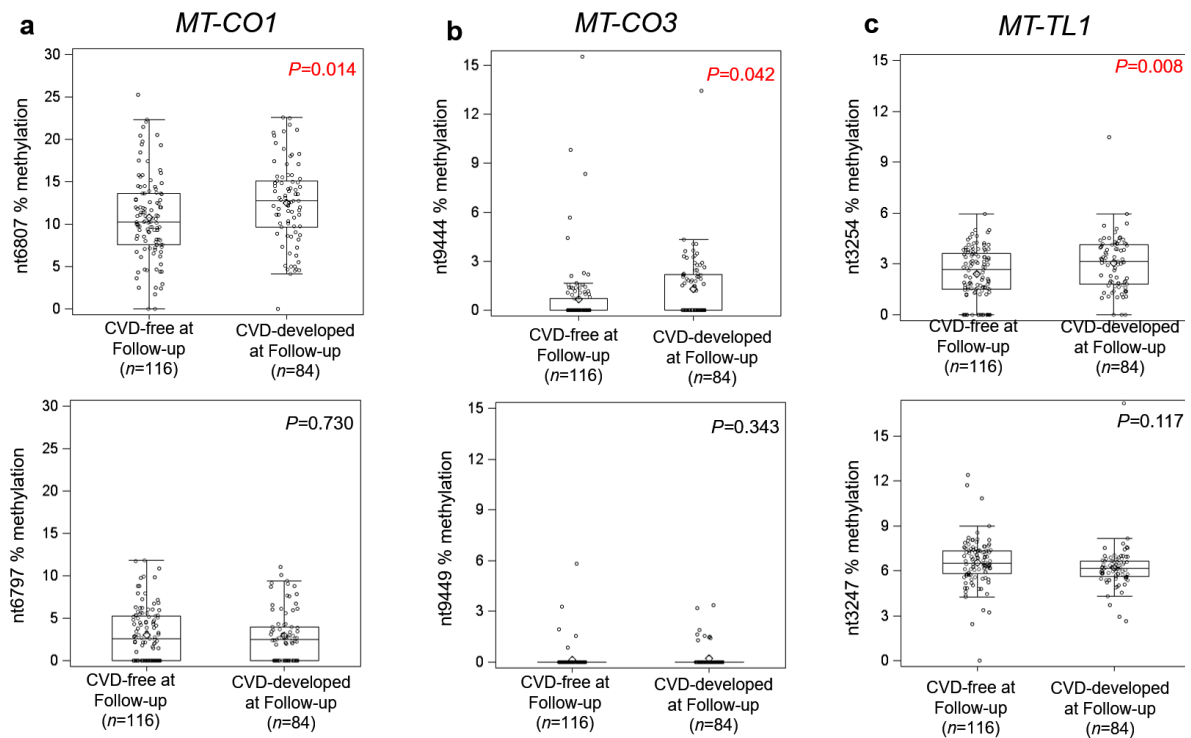 a
MT-CO1
nt6807 % methylation
30
25
20
15
10
5
0
P=0.014
CVD-free at
Follow-up
(n=116)
CVD-developed
at Follow-up
(n=84)
nt6797 % methylation
30
25
20
15
10
5
0
P=0.730
CVD-free at
Follow-up
(n=116)
CVD-developed
at Follow-up
(n=84)
b
MT-CO3
nt9444 % methylation
15
12
9
6
3
0
P=0.042
CVD-free at
Follow-up
(n=116)
CVD-developed
at Follow-up
(n=84)
nt9449 % methylation
15
12
9
6
3
0
P=0.343
CVD-free at
Follow-up
(n=116)
CVD-developed
at Follow-up
(n=84)
c
MT-TL1
nt3254 % methylation
15
12
9
6
3
0
P=0.008
CVD-free at
Follow-up
(n=116)
CVD-developed
at Follow-up
(n=84)
nt3247 % methylation
15
12
9
6
3
0
P=0.117
CVD-free at
Follow-up
(n=116)
CVD-developed
at Follow-up
(n=84)